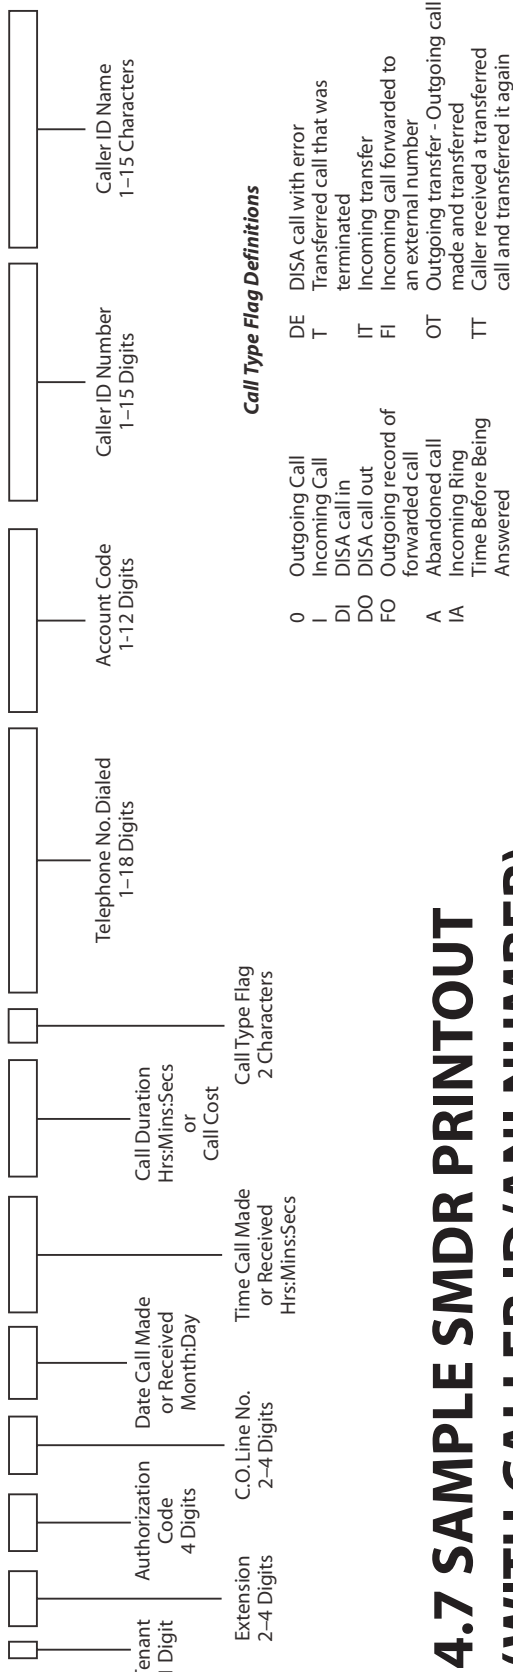 Tenant
1 Digit
Extension
2–4 Digits
Authorization
Code
4 Digits
C.O. Line No.
2–4 Digits
Date Call Made
or Received
Month:Day
Time Call Made
or Received
Hrs:Mins:Secs
Call Duration
Hrs:Mins:Secs
or
Call Cost
Call Type Flag
2 Characters
Telephone No. Dialed
1–18 Digits
Account Code
1-12 Digits
Caller ID Number
1–15 Digits
Caller ID Name
1–15 Characters
Call Type Flag Definitions
0 Outgoing Call
I Incoming Call
DI DISA call in
DO DISA call out
FO Outgoing record of
forwarded call
A Abandoned call
IA Incoming Ring
Time Before Being
Answered
DE DISA call with error
T Transferred call that was
terminated
IT Incoming transfer
FI Incoming call forwarded to
an external number
OT Outgoing transfer - Outgoing call
made and transferred
TT Caller received a transferred
call and transferred it again
4.7 SAMPLE SMDR PRINTOUT
(WITH CALLER ID/ANI NUMBER)